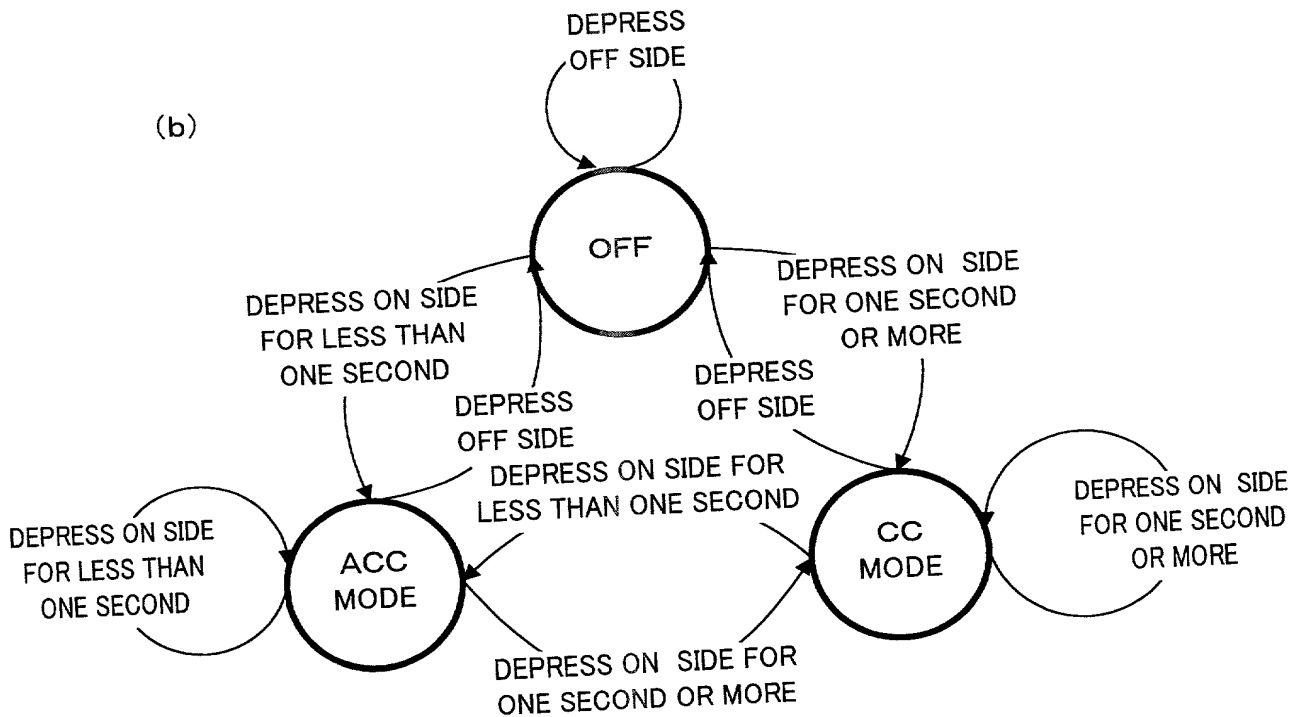 DEPRESS
OFF SIDE
(b)
OFF
DEPRESS ON SIDE
FOR LESS THAN
ONE SECOND
DEPRESS ON SIDE
FOR ONE SECOND
OR MORE
DEPRESS
OFF SIDE
DEPRESS
OFF SIDE
DEPRESS ON SIDE FOR
LESS THAN ONE SECOND
DEPRESS ON SIDE
FOR LESS THAN
ONE SECOND
ACC
MODE
CC
MODE
DEPRESS ON SIDE
FOR ONE SECOND
OR MORE
DEPRESS ON SIDE FOR
ONE SECOND OR MORE